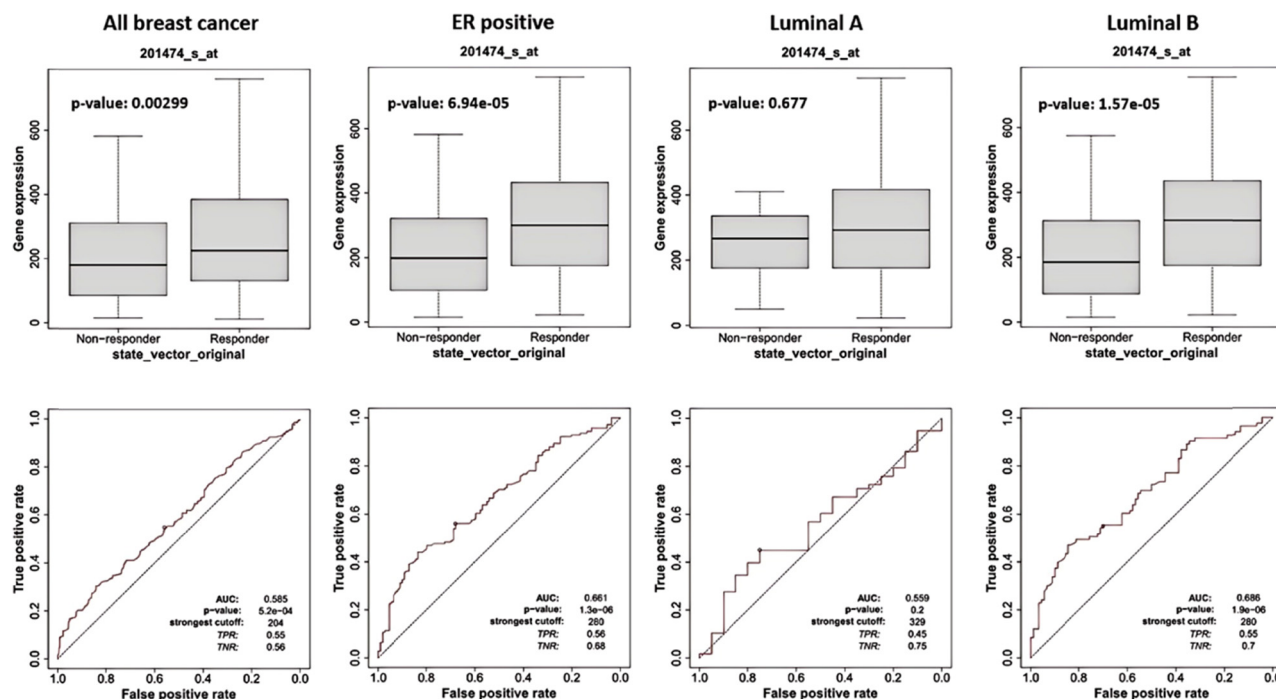 All breast cancer
201474_s_at
p-value: 0.00299
Gene expression
600
400
200
0
Non-responder
Responder
state_vector_original
ER positive
201474_s_at
p-value: 6.94e-05
Gene expression
600
400
200
0
Non-responder
Responder
state_vector_original
Luminal A
201474_s_at
p-value: 0.677
Gene expression
600
400
200
0
Non-responder
Responder
state_vector_original
Luminal B
201474_s_at
p-value: 1.57e-05
Gene expression
600
400
200
0
Non-responder
Responder
state_vector_original
True positive rate
1.0
0.8
0.6
0.4
0.2
0.0
AUC: 0.585
p-value: 5.2e-04
strongest cutoff: 204
TPR: 0.55
TNR: 0.56
1.0 0.8 0.6 0.4 0.2 0.0
False positive rate
True positive rate
1.0
0.8
0.6
0.4
0.2
0.0
AUC: 0.661
p-value: 1.3e-06
strongest cutoff: 280
TPR: 0.56
TNR: 0.68
1.0 0.8 0.6 0.4 0.2 0.0
False positive rate
True positive rate
1.0
0.8
0.6
0.4
0.2
0.0
AUC: 0.559
p-value: 0.2
strongest cutoff: 329
TPR: 0.45
TNR: 0.75
1.0 0.8 0.6 0.4 0.2 0.0
False positive rate
True positive rate
1.0
0.8
0.6
0.4
0.2
0.0
AUC: 0.686
p-value: 1.9e-06
strongest cutoff: 280
TPR: 0.55
TNR: 0.7
1.0 0.8 0.6 0.4 0.2 0.0
False positive rate